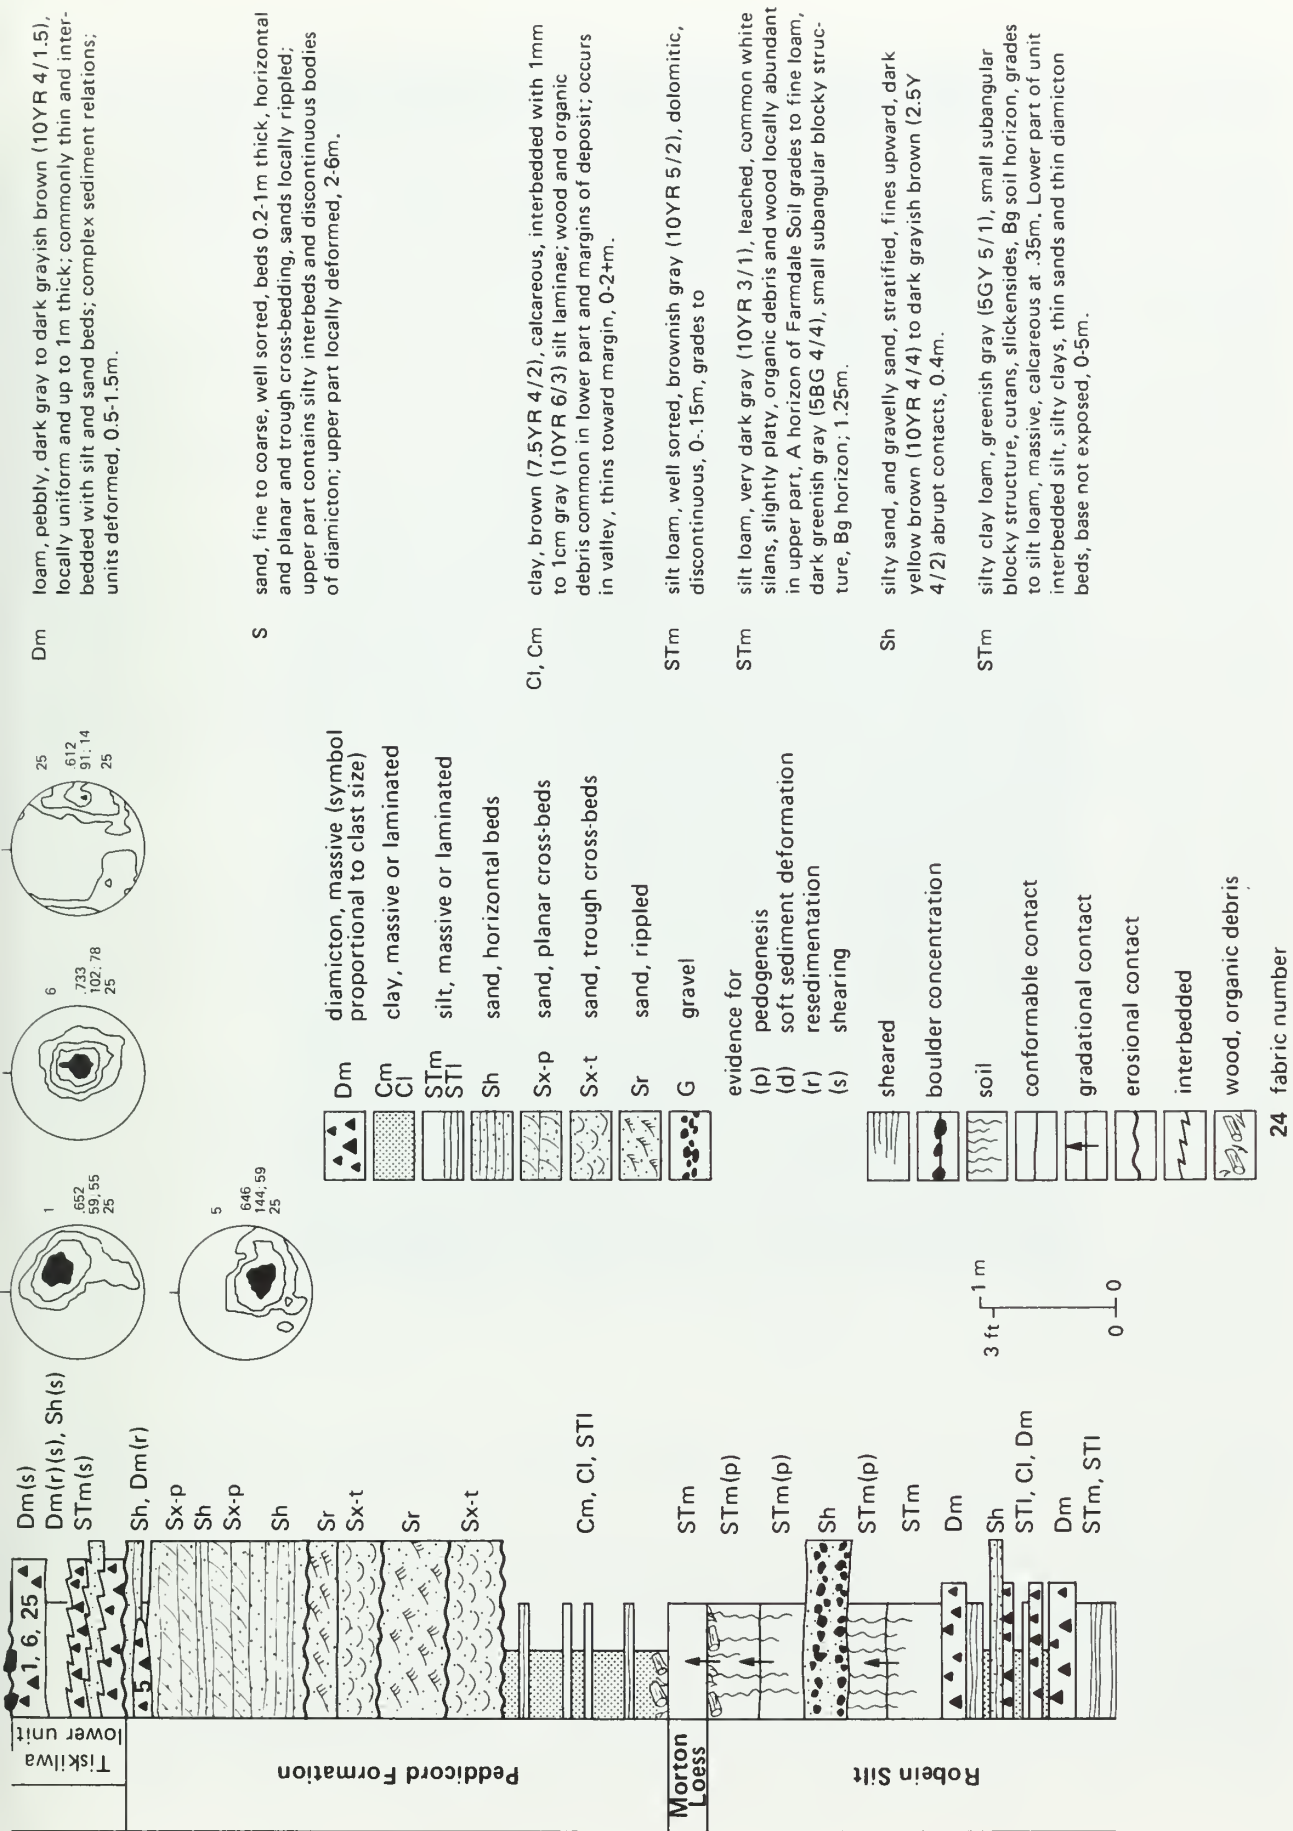 Tiskilwa
lower unit
Peddicord Formation
Morton
Loess
Robein Silt
1, 6, 25
5
Dm(s)
Dm(r)(s), Sh(s)
STm(s)
Sh, Dm(r)
Sx-p
Sh
Sx-p
Sh
Sr
Sx-t
Sr
Sx-t
Cm, Cl, STl
STm
STm(p)
STm(p)
Sh
STm(p)
STm
Dm
Sh
STl, Cl, Dm
Dm
STm, STl
1
.652
59; 55
25
5
646
144; 59
25
6
.733
102; 78
25
25
.612
91; 14
25
3 ft
1 m
0
0
Dm diamicton, massive (symbol
proportional to clast size)
Cm clay, massive or laminated
Cl
STm silt, massive or laminated
STl
Sh sand, horizontal beds
Sx-p sand, planar cross-beds
Sx-t sand, trough cross-beds
Sr sand, rippled
G gravel
evidence for
(p) pedogenesis
(d) soft sediment deformation
(r) resedimentation
(s) shearing
sheared
boulder concentration
soil
conformable contact
gradational contact
erosional contact
interbedded
wood, organic debris
24 fabric number
Dm loam, pebbly, dark gray to dark grayish brown (10YR 4/1.5),
locally uniform and up to 1m thick; commonly thin and inter-
bedded with silt and sand beds; complex sediment relations;
units deformed, 0.5-1.5m.
S sand, fine to coarse, well sorted, beds 0.2-1m thick, horizontal
and planar and trough cross-bedding, sands locally rippled;
upper part contains silty interbeds and discontinuous bodies
of diamicton; upper part locally deformed, 2-6m.
Cl, Cm clay, brown (7.5YR 4/2), calcareous, interbedded with 1mm
to 1cm gray (10YR 6/3) silt laminae; wood and organic
debris common in lower part and margins of deposit; occurs
in valley, thins toward margin, 0-2+m.
STm silt loam, well sorted, brownish gray (10YR 5/2), dolomitic,
discontinuous, 0-.15m, grades to
STm silt loam, very dark gray (10YR 3/1), leached, common white
silans, slightly platy, organic debris and wood locally abundant
in upper part, A horizon of Farmdale Soil grades to fine loam,
dark greenish gray (5BG 4/4), small subangular blocky struc-
ture, Bg horizon; 1.25m.
Sh silty sand, and gravelly sand, stratified, fines upward, dark
yellow brown (10YR 4/4) to dark grayish brown (2.5Y
4/2) abrupt contacts, 0.4m.
STm silty clay loam, greenish gray (5GY 5/1), small subangular
blocky structure, cutans, slickensides, Bg soil horizon, grades
to silt loam, massive, calcareous at .35m. Lower part of unit
interbedded silt, silty clays, thin sands and thin diamicton
beds, base not exposed, 0-5m.